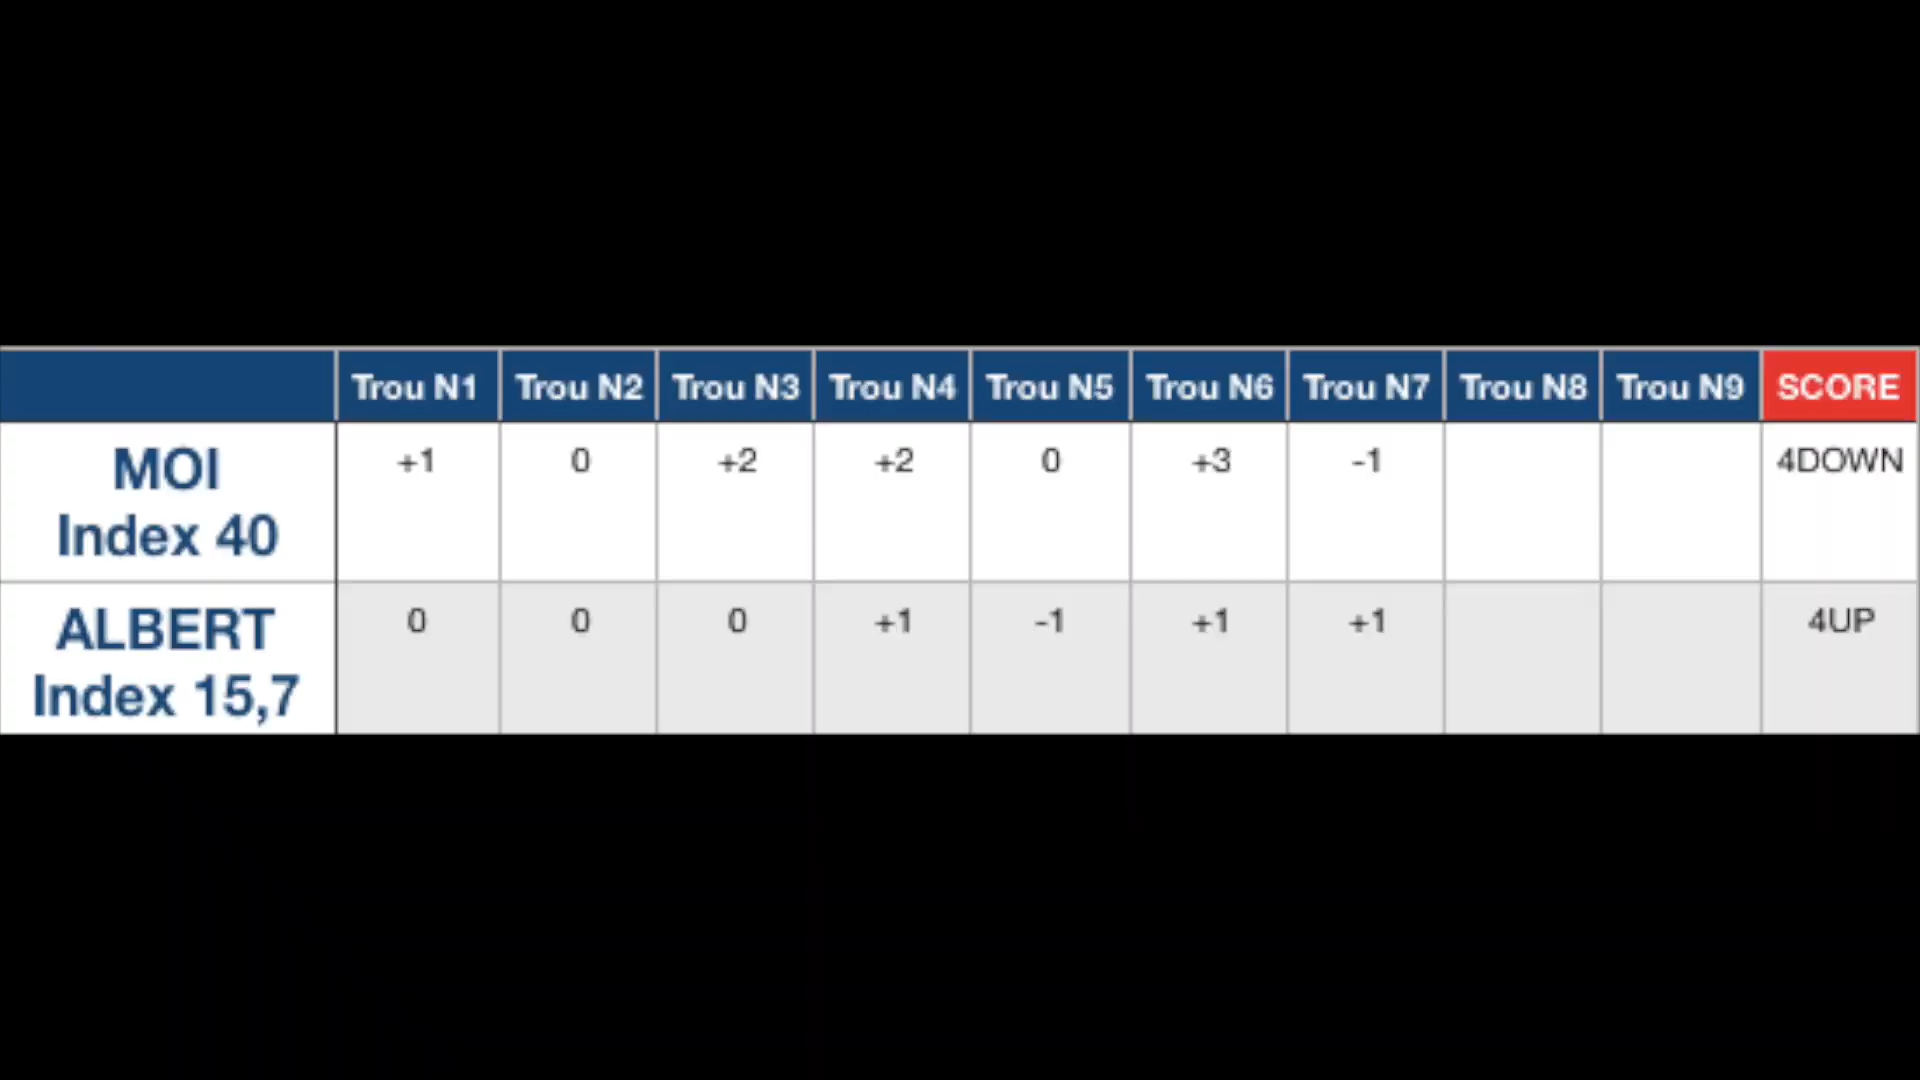 Trou N1 Trou N2 Trou N3 Trou N4 Trou N5 Trou N6 Trou N7 Trou N8 Trou N9 SCORE
MOI +1 0 +2 +2 0 +3 -1 4DOWN
Index 40
ALBERT 0 0 0 +1 -1 +1 +1 4UP
Index 15,7